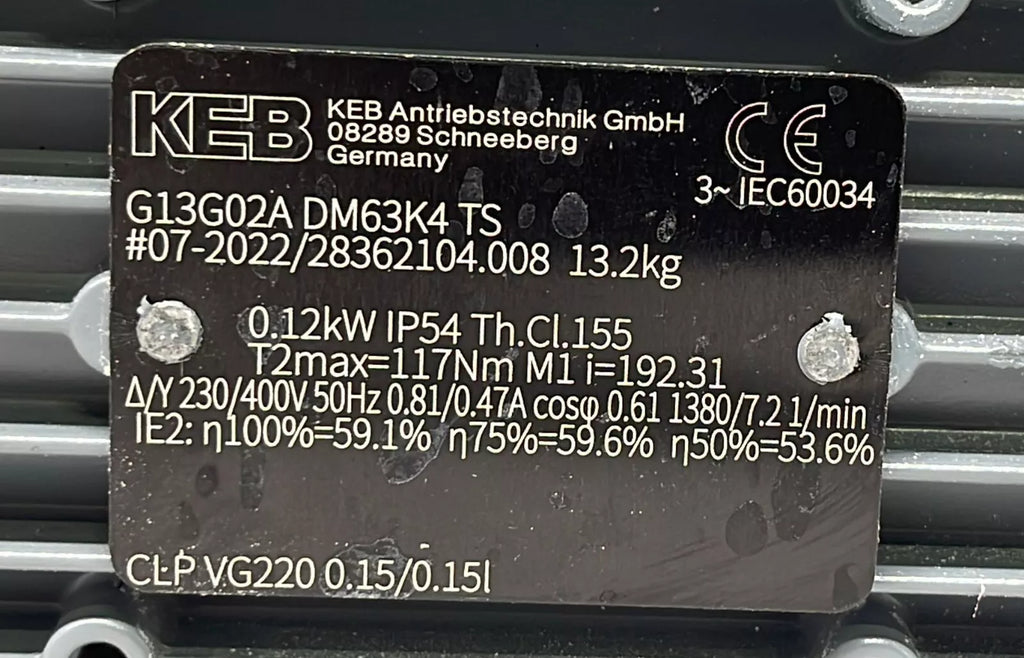 KEB
KEB Antriebstechnik GmbH
08289 Schneeberg
Germany
CE
3~ IEC60034
G13G02A DM63K4 TS
#07-2022/28362104.008 13.2kg
0.12kW IP54 Th.Cl.155
T2max=117Nm M1 i=192.31
Δ/Y 230/400V 50Hz 0.81/0.47A cosφ 0.61 1380/7.2 1/min
IE2: η100%=59.1% η75%=59.6% η50%=53.6%
CLP VG220 0.15/0.15l